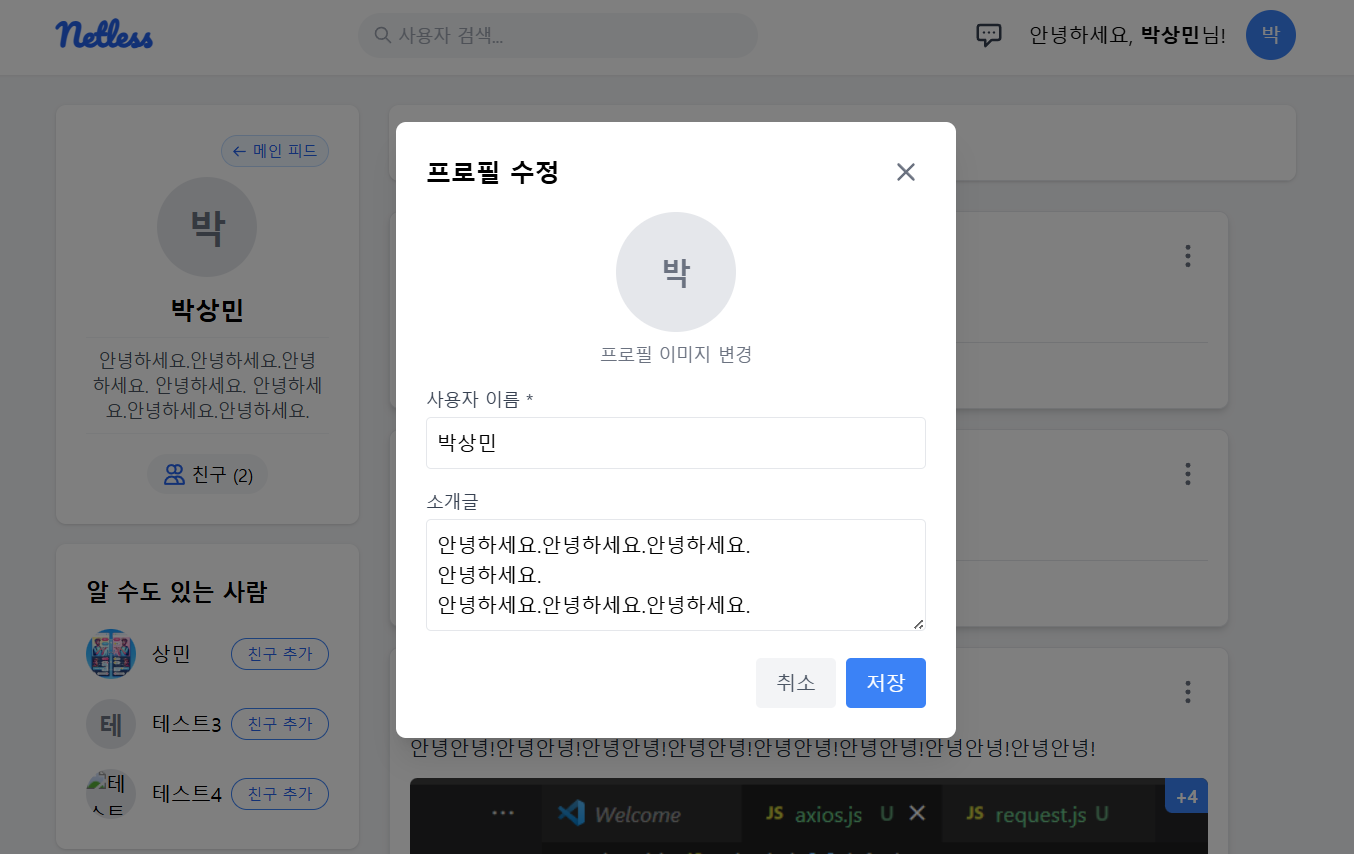 Netless
사용자 검색...
안녕하세요, 박상민님!
박
← 메인 피드
박
박상민
안녕하세요.안녕하세요.안녕
하세요. 안녕하세요. 안녕하세
요.안녕하세요.안녕하세요.
친구 (2)
알 수도 있는 사람
상민
친구 추가
테
테스트3
친구 추가
테스트4
친구 추가
프로필 수정
박
프로필 이미지 변경
사용자 이름 *
박상민
소개글
안녕하세요.안녕하세요.안녕하세요.
안녕하세요.
안녕하세요.안녕하세요.안녕하세요.
취소
저장
안녕안녕!안녕안녕!안녕안녕!안녕안녕!안녕안녕!안녕안녕!안녕안녕!안녕안녕!
+4
Welcome
JS axios.js U
JS request.js U